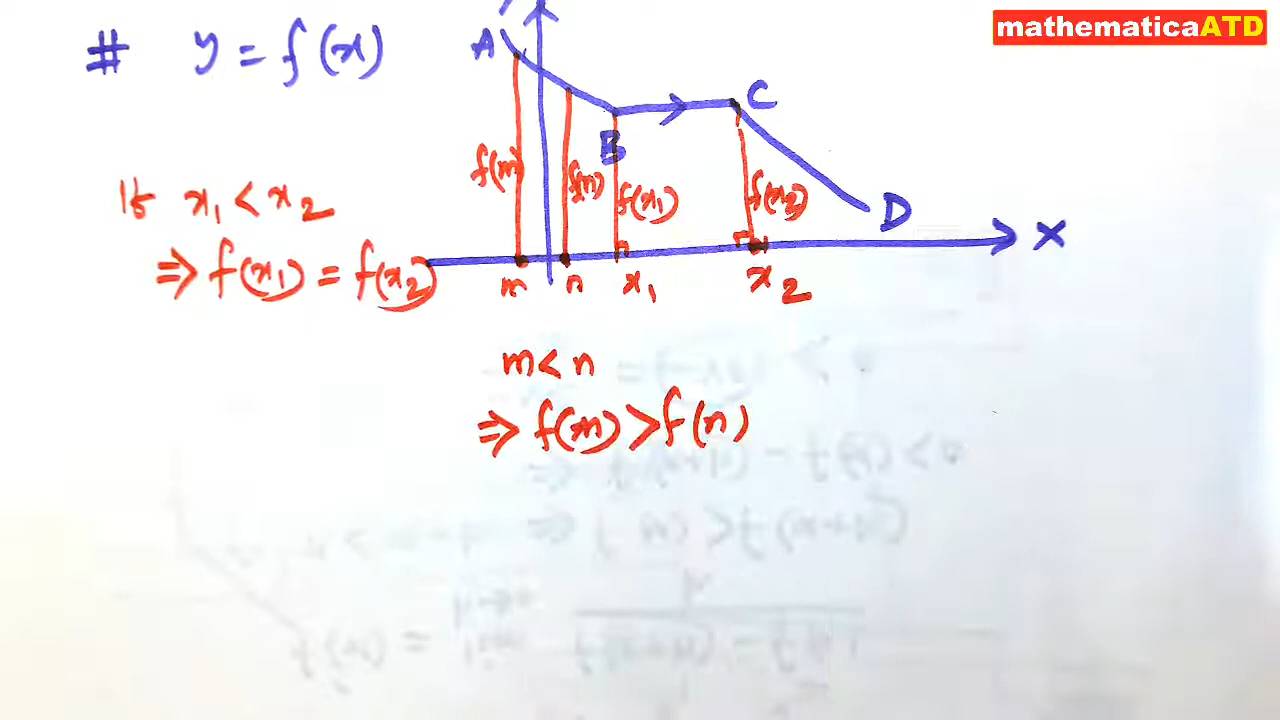 mathematicaATD
# y = f(x)
A
B
C
D
X
f(m)
f(n)
f(x₁)
f(x₂)
m
n
x₁
x₂
If x₁ < x₂
⇒ f(x₁) = f(x₂)
m < n
⇒ f(m) > f(n)